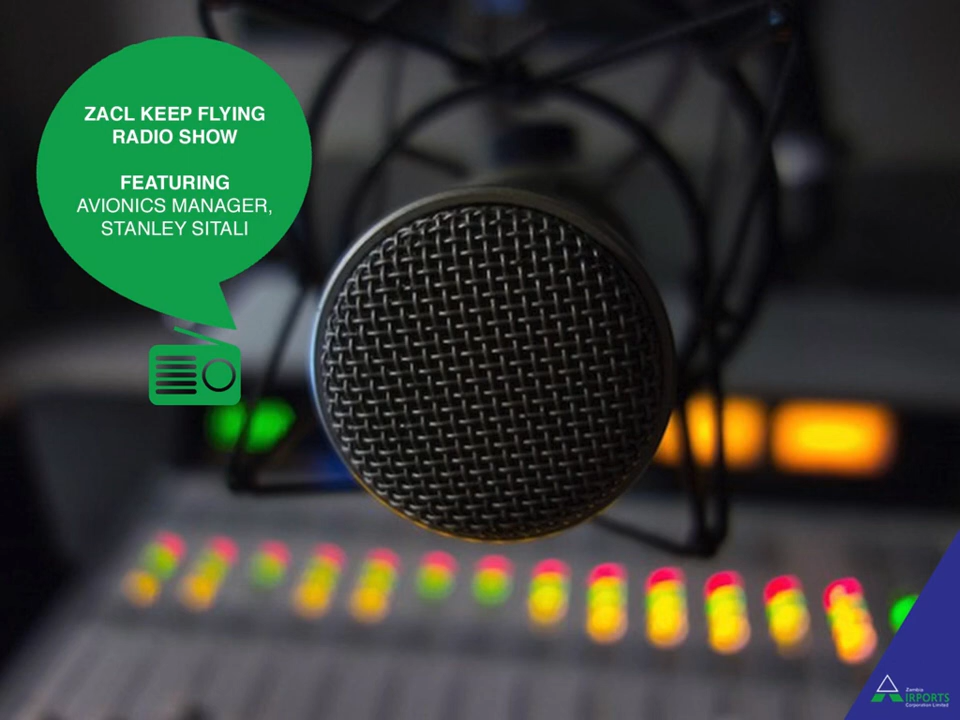 ZACL KEEP FLYING
RADIO SHOW
FEATURING
AVIONICS MANAGER,
STANLEY SITALI
Zambia
AIRPORTS
Corporation Limited